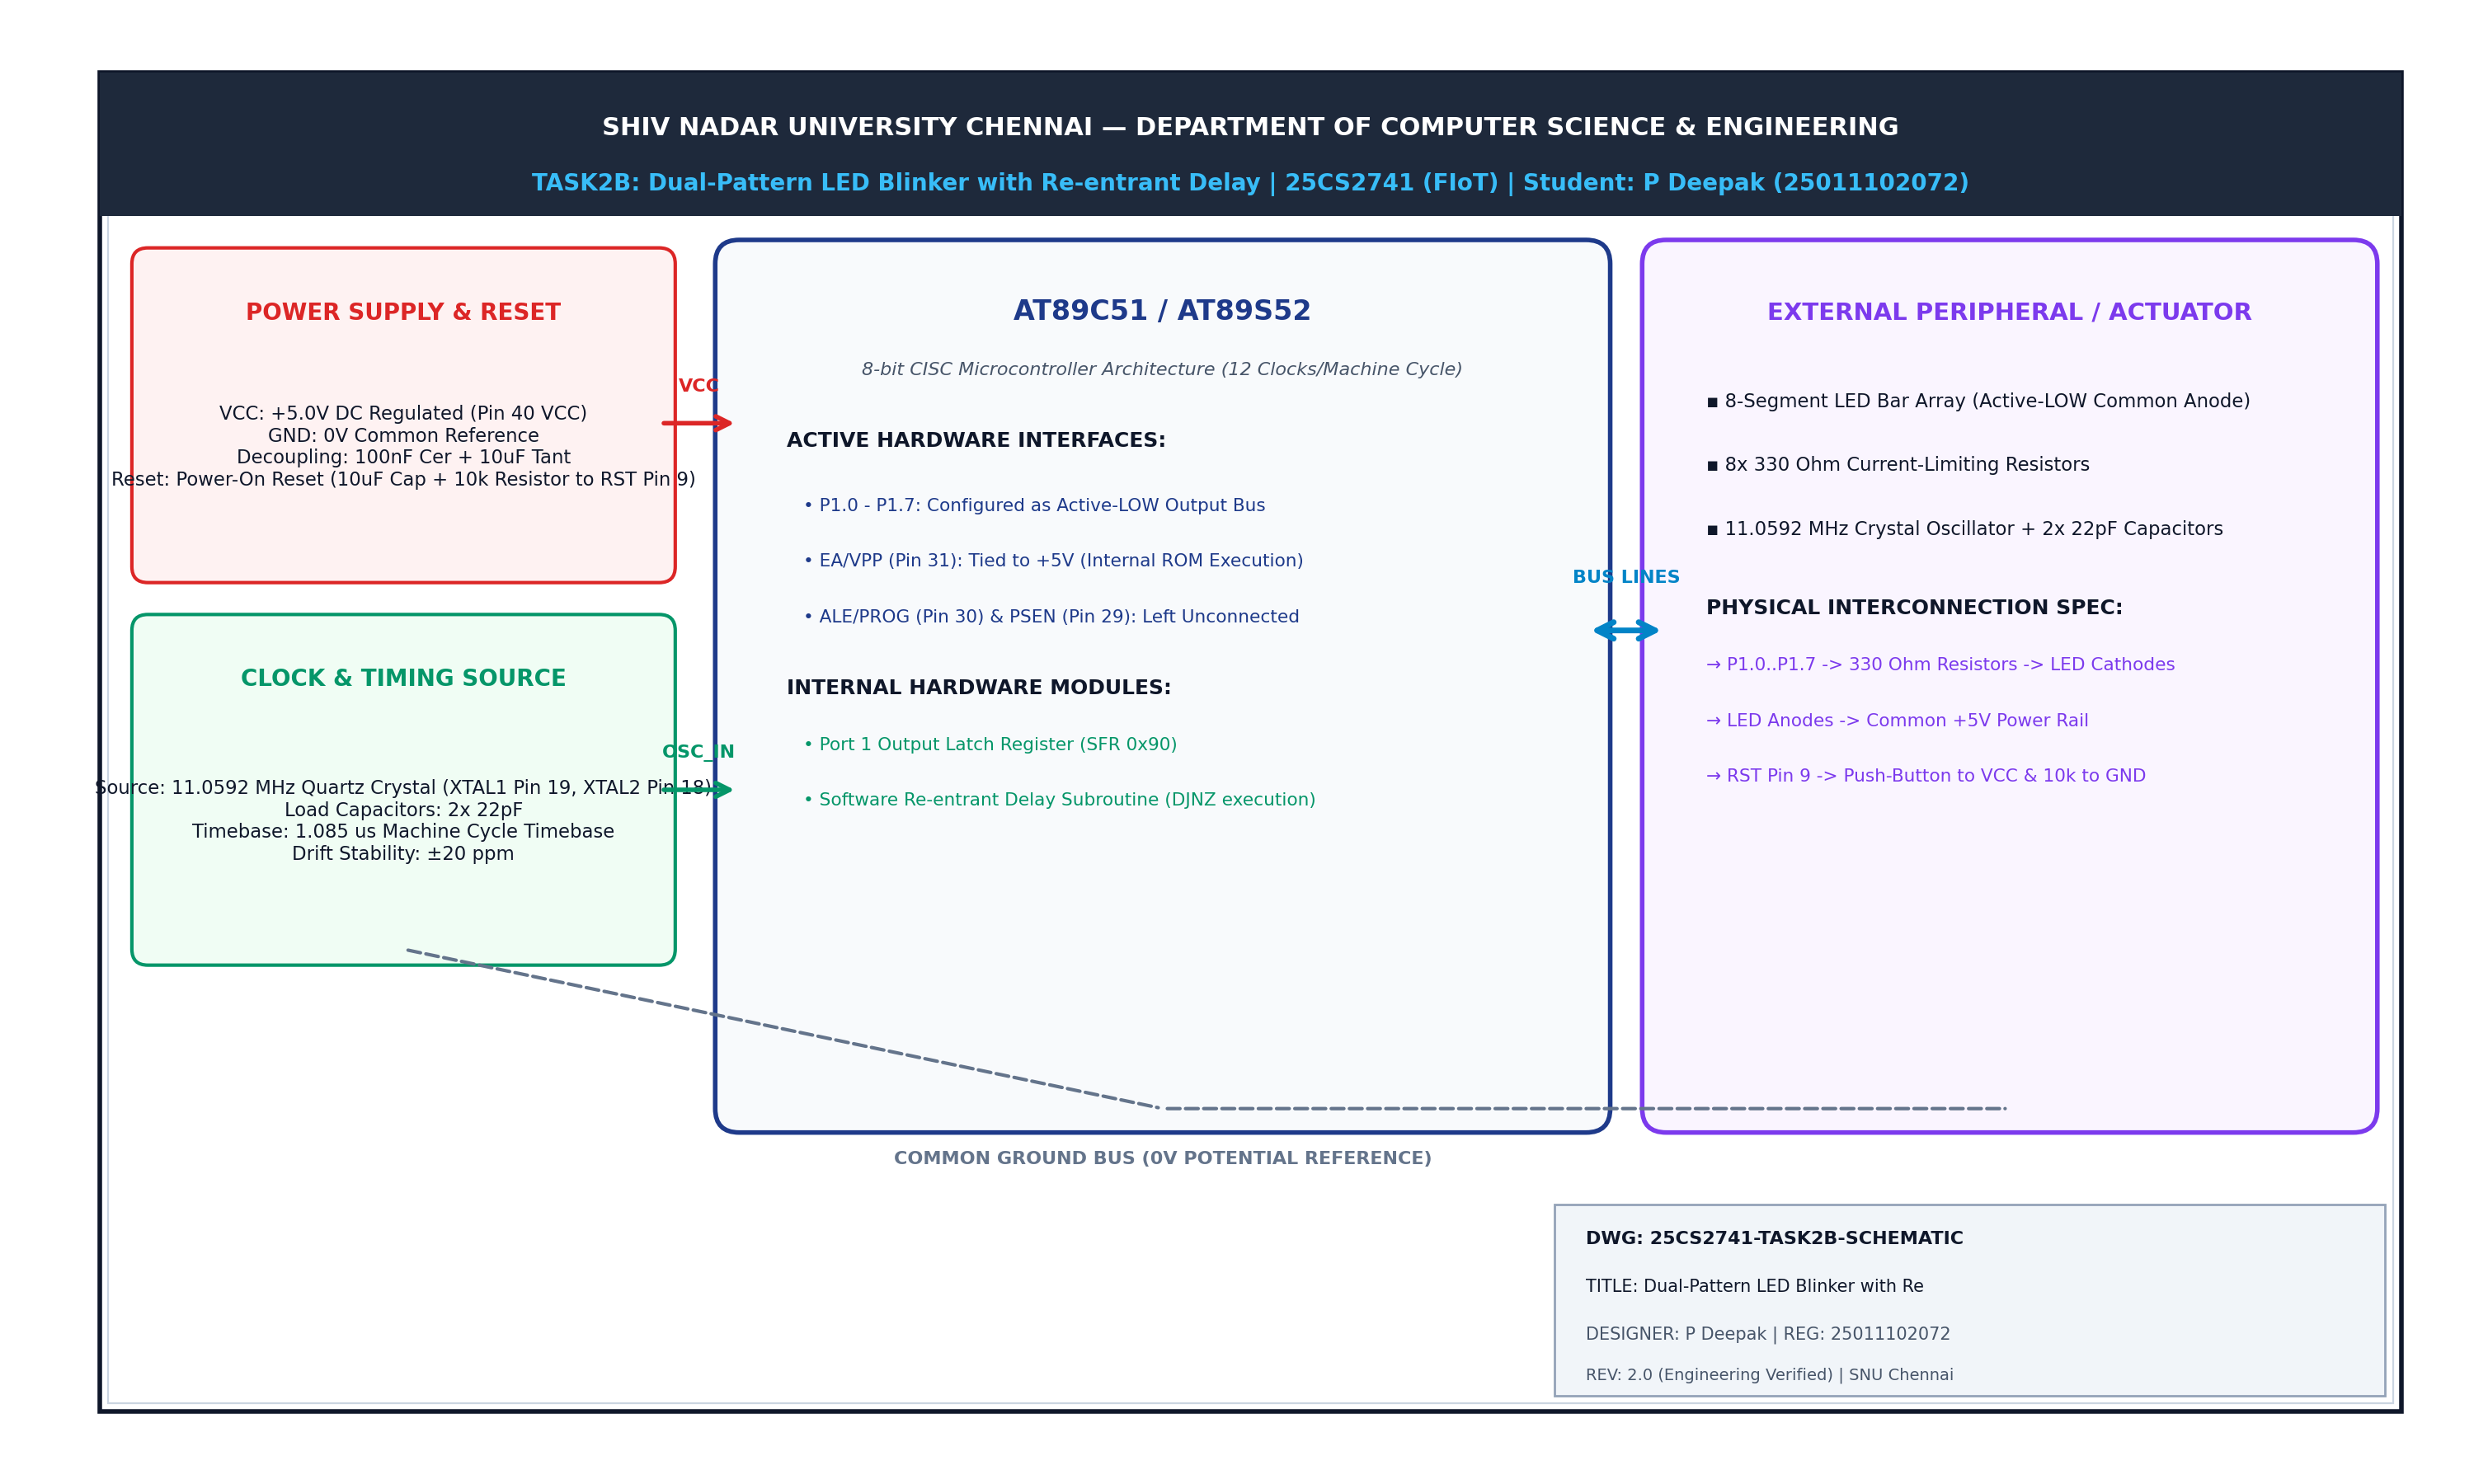 SHIV NADAR UNIVERSITY CHENNAI — DEPARTMENT OF COMPUTER SCIENCE & ENGINEERING
TASK2B: Dual-Pattern LED Blinker with Re-entrant Delay | 25CS2741 (FIoT) | Student: P Deepak (25011102072)
POWER SUPPLY & RESET
VCC: +5.0V DC Regulated (Pin 40 VCC)
GND: 0V Common Reference
Decoupling: 100nF Cer + 10uF Tant
Reset: Power-On Reset (10uF Cap + 10k Resistor to RST Pin 9)
VCC
CLOCK & TIMING SOURCE
Source: 11.0592 MHz Quartz Crystal (XTAL1 Pin 19, XTAL2 Pin 18)
Load Capacitors: 2x 22pF
Timebase: 1.085 us Machine Cycle Timebase
Drift Stability: ±20 ppm
OSC_IN
AT89C51 / AT89S52
8-bit CISC Microcontroller Architecture (12 Clocks/Machine Cycle)
ACTIVE HARDWARE INTERFACES:
• P1.0 - P1.7: Configured as Active-LOW Output Bus
• EA/VPP (Pin 31): Tied to +5V (Internal ROM Execution)
• ALE/PROG (Pin 30) & PSEN (Pin 29): Left Unconnected
INTERNAL HARDWARE MODULES:
• Port 1 Output Latch Register (SFR 0x90)
• Software Re-entrant Delay Subroutine (DJNZ execution)
BUS LINES
EXTERNAL PERIPHERAL / ACTUATOR
▪ 8-Segment LED Bar Array (Active-LOW Common Anode)
▪ 8x 330 Ohm Current-Limiting Resistors
▪ 11.0592 MHz Crystal Oscillator + 2x 22pF Capacitors
PHYSICAL INTERCONNECTION SPEC:
→ P1.0..P1.7 -> 330 Ohm Resistors -> LED Cathodes
→ LED Anodes -> Common +5V Power Rail
→ RST Pin 9 -> Push-Button to VCC & 10k to GND
COMMON GROUND BUS (0V POTENTIAL REFERENCE)
DWG: 25CS2741-TASK2B-SCHEMATIC
TITLE: Dual-Pattern LED Blinker with Re
DESIGNER: P Deepak | REG: 25011102072
REV: 2.0 (Engineering Verified) | SNU Chennai